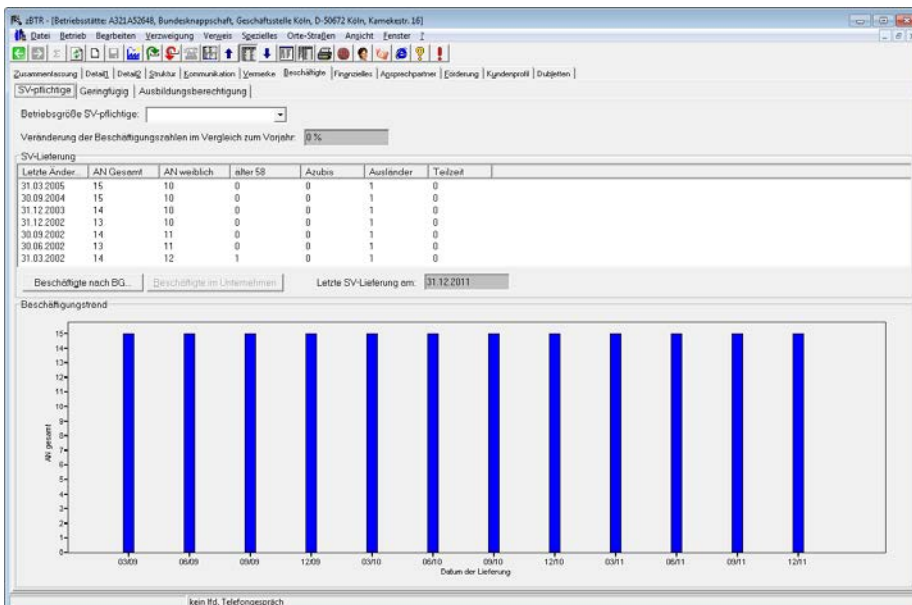 zBTR - [Betriebsstätte: A321A52648, Bundesknappschaft, Geschäftsstelle Köln, D-50672 Köln, Kamekestr. 16]
Datei Betrieb Bearbeiten Verzweigung Verweis Spezielles Orte-Straßen Ansicht Fenster ?
Zusammenfassung Detail1 Detail2 Struktur Kommunikation Vermerke Beschäftigte Finanzielles Ansprechpartner Förderung Kundenprofil Dubletten
SV-pflichtige Geringfügig Ausbildungsberechtigung
Betriebsgröße SV-pflichtige:
Veränderung der Beschäftigungszahlen im Vergleich zum Vorjahr: 0 %
SV-Lieferung
Letzte Änder... AN Gesamt AN weiblich älter 58 Azubis Ausländer Teilzeit
31.03.2005 15 10 0 0 1 0
30.09.2004 15 10 0 0 1 0
31.12.2003 14 10 0 0 1 0
31.12.2002 13 10 0 0 1 0
30.09.2002 14 11 0 0 1 0
30.06.2002 13 11 0 0 1 0
31.03.2002 14 12 1 0 1 0
Beschäftigte nach BG... Beschäftigte im Unternehmen Letzte SV-Lieferung am: 31.12.2011
Beschäftigungstrend
15
14
13
12
11
10
9
8
7
6
5
4
3
2
1
0
AN gesamt
03/09 06/09 09/09 12/09 03/10 06/10 09/10 12/10 03/11 06/11 09/11 12/11
Datum der Lieferung
kein lfd. Telefongespräch